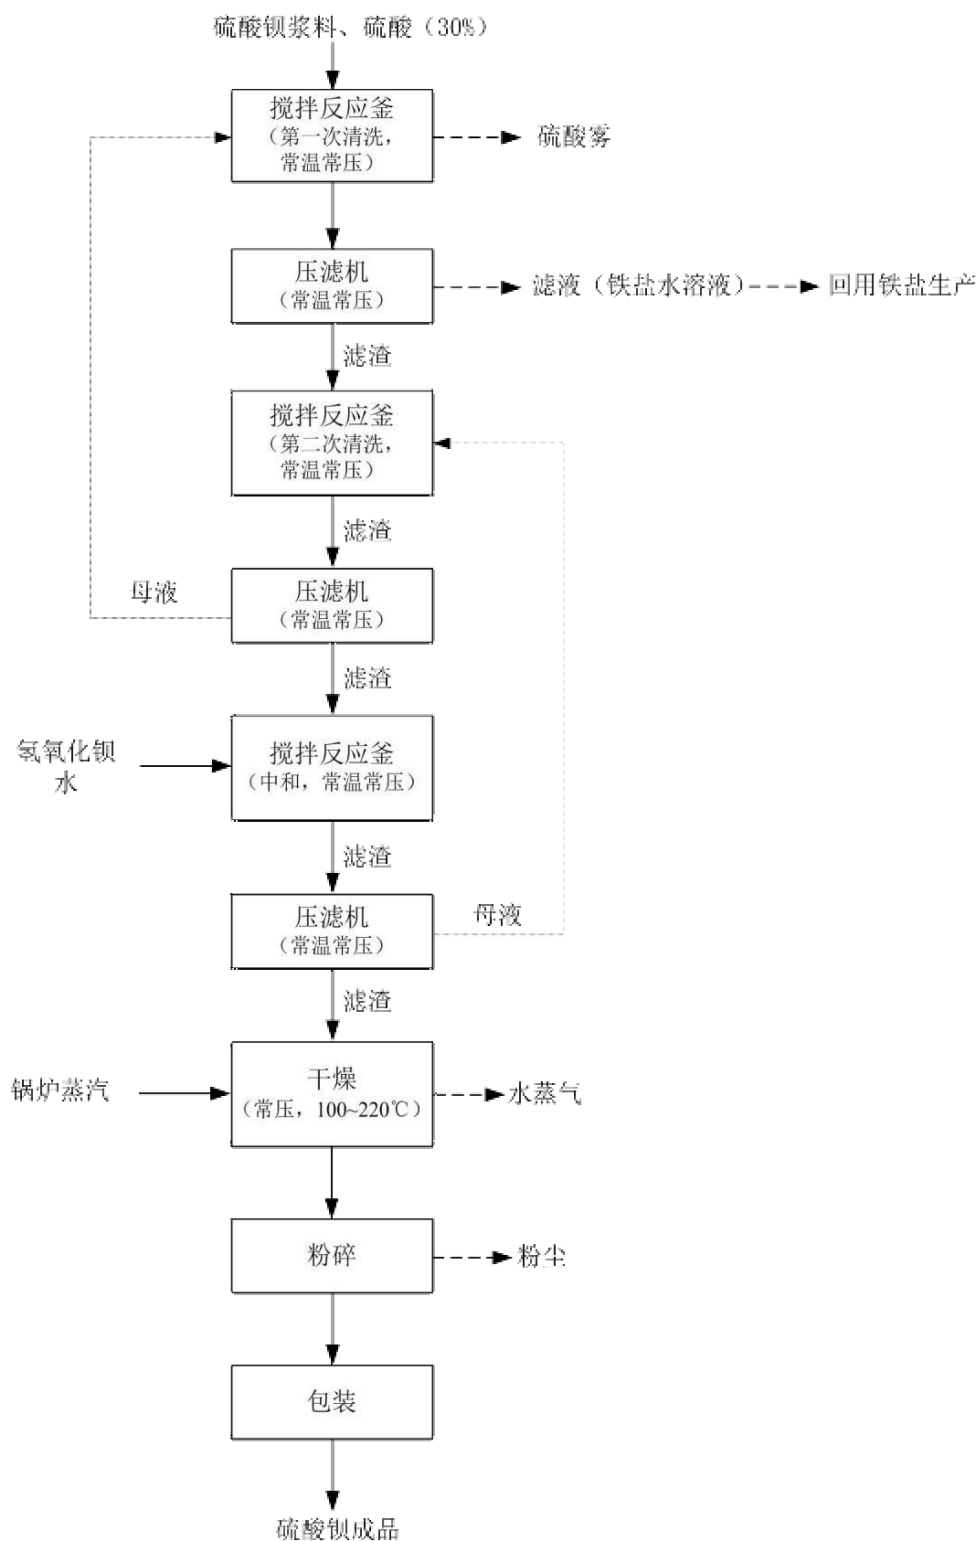 硫酸钡浆料、硫酸（30%）
搅拌反应釜
（第一次清洗，
常温常压）
硫酸雾
压滤机
（常温常压）
滤液（铁盐水溶液）
回用铁盐生产
滤渣
搅拌反应釜
（第二次清洗，
常温常压）
滤渣
母液
压滤机
（常温常压）
滤渣
氢氧化钡
水
搅拌反应釜
（中和，常温常压）
滤渣
压滤机
（常温常压）
母液
滤渣
锅炉蒸汽
干燥
（常压，100~220℃）
水蒸气
粉碎
粉尘
包装
硫酸钡成品